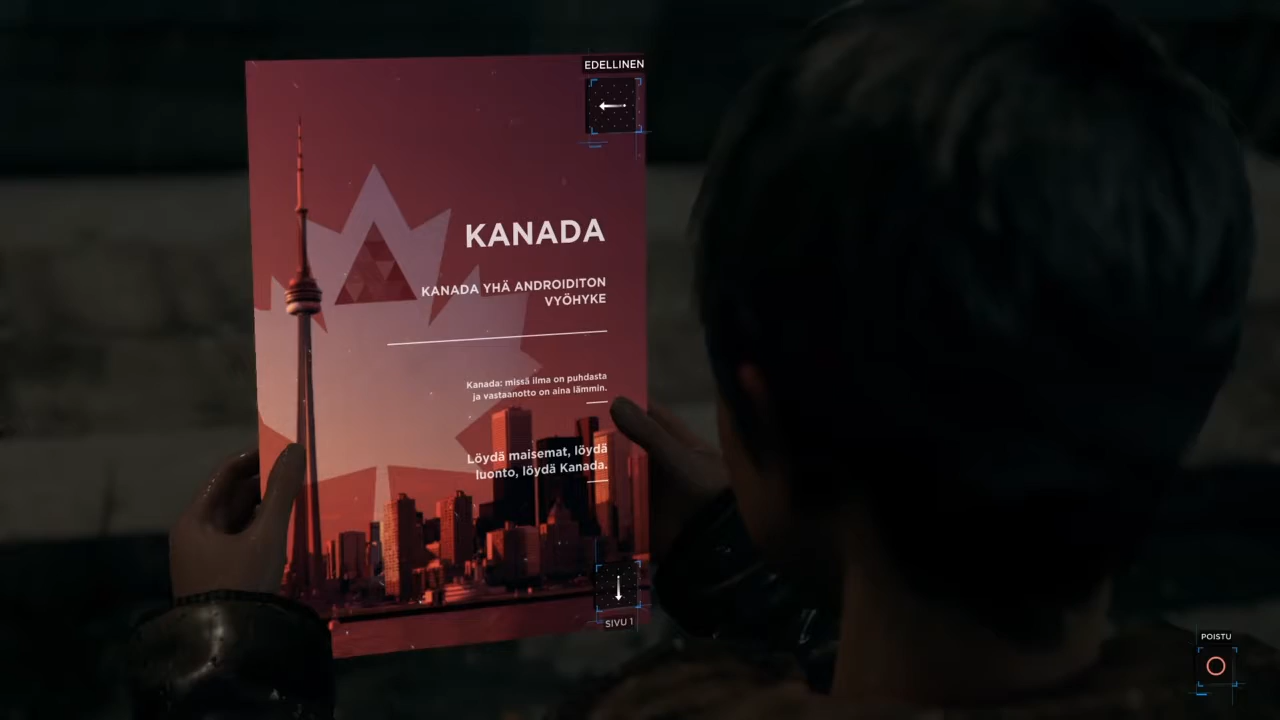 EDELLINEN
KANADA
KANADA YHÄ ANDROIDITON
VYÖHYKE
Kanada: missä ilma on puhdasta
ja vastaanotto on aina lämmin.
Löydä maisemat, löydä
luonto, löydä Kanada.
SIVU 1
POISTU